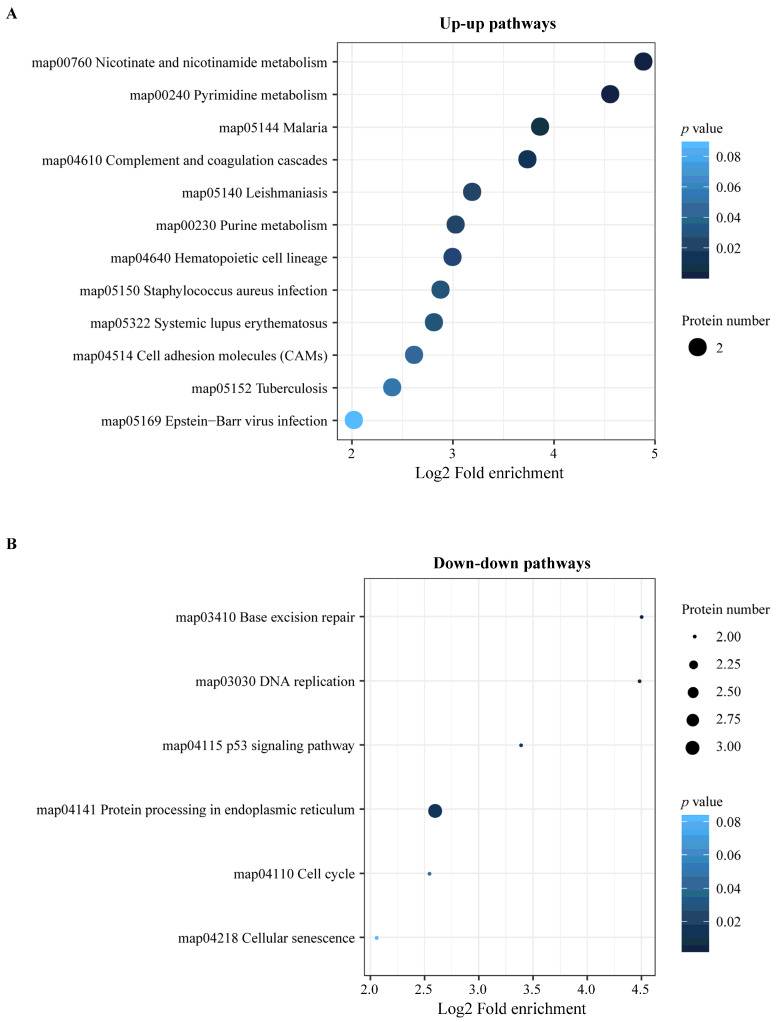 A
Up-up pathways
map00760 Nicotinate and nicotinamide metabolism
map00240 Pyrimidine metabolism
map05144 Malaria
map04610 Complement and coagulation cascades
map05140 Leishmaniasis
map00230 Purine metabolism
map04640 Hematopoietic cell lineage
map05150 Staphylococcus aureus infection
map05322 Systemic lupus erythematosus
map04514 Cell adhesion molecules (CAMs)
map05152 Tuberculosis
map05169 Epstein−Barr virus infection
2 3 4 5
Log2 Fold enrichment
p value
0.08
0.06
0.04
0.02
Protein number
2
B
Down-down pathways
map03410 Base excision repair
map03030 DNA replication
map04115 p53 signaling pathway
map04141 Protein processing in endoplasmic reticulum
map04110 Cell cycle
map04218 Cellular senescence
2.0 2.5 3.0 3.5 4.0 4.5
Log2 Fold enrichment
Protein number
2.00
2.25
2.50
2.75
3.00
p value
0.08
0.06
0.04
0.02